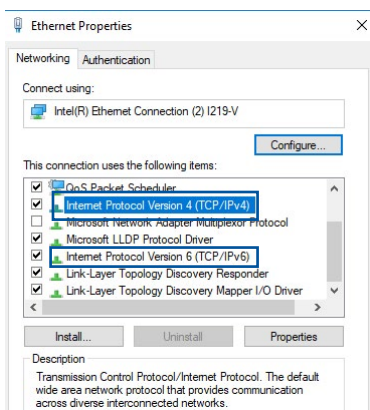 Ethernet Properties
Networking Authentication
Connect using:
Intel(R) Ethernet Connection (2) I219-V
Configure...
This connection uses the following items:
QoS Packet Scheduler
Internet Protocol Version 4 (TCP/IPv4)
Microsoft Network Adapter Multiplexor Protocol
Microsoft LLDP Protocol Driver
Internet Protocol Version 6 (TCP/IPv6)
Link-Layer Topology Discovery Responder
Link-Layer Topology Discovery Mapper I/O Driver
Install... Uninstall Properties
Description
Transmission Control Protocol/Internet Protocol. The default
wide area network protocol that provides communication
across diverse interconnected networks.